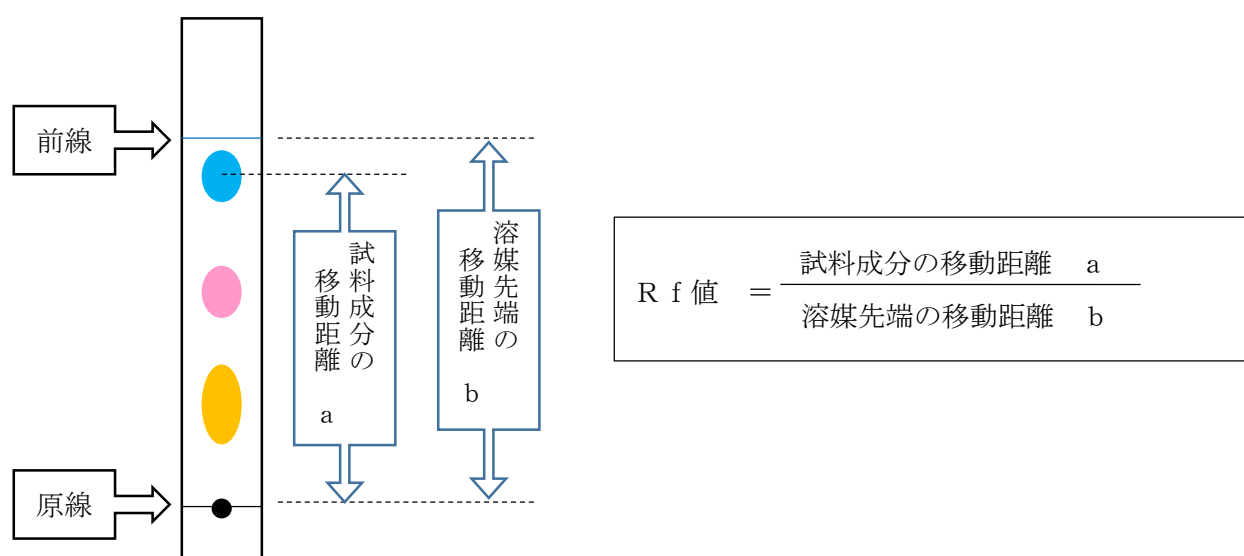 前線
原線
試料成分の
移動距離 a
溶媒先端の
移動距離 b
Rf値 =
試料成分の移動距離 a
溶媒先端の移動距離 b